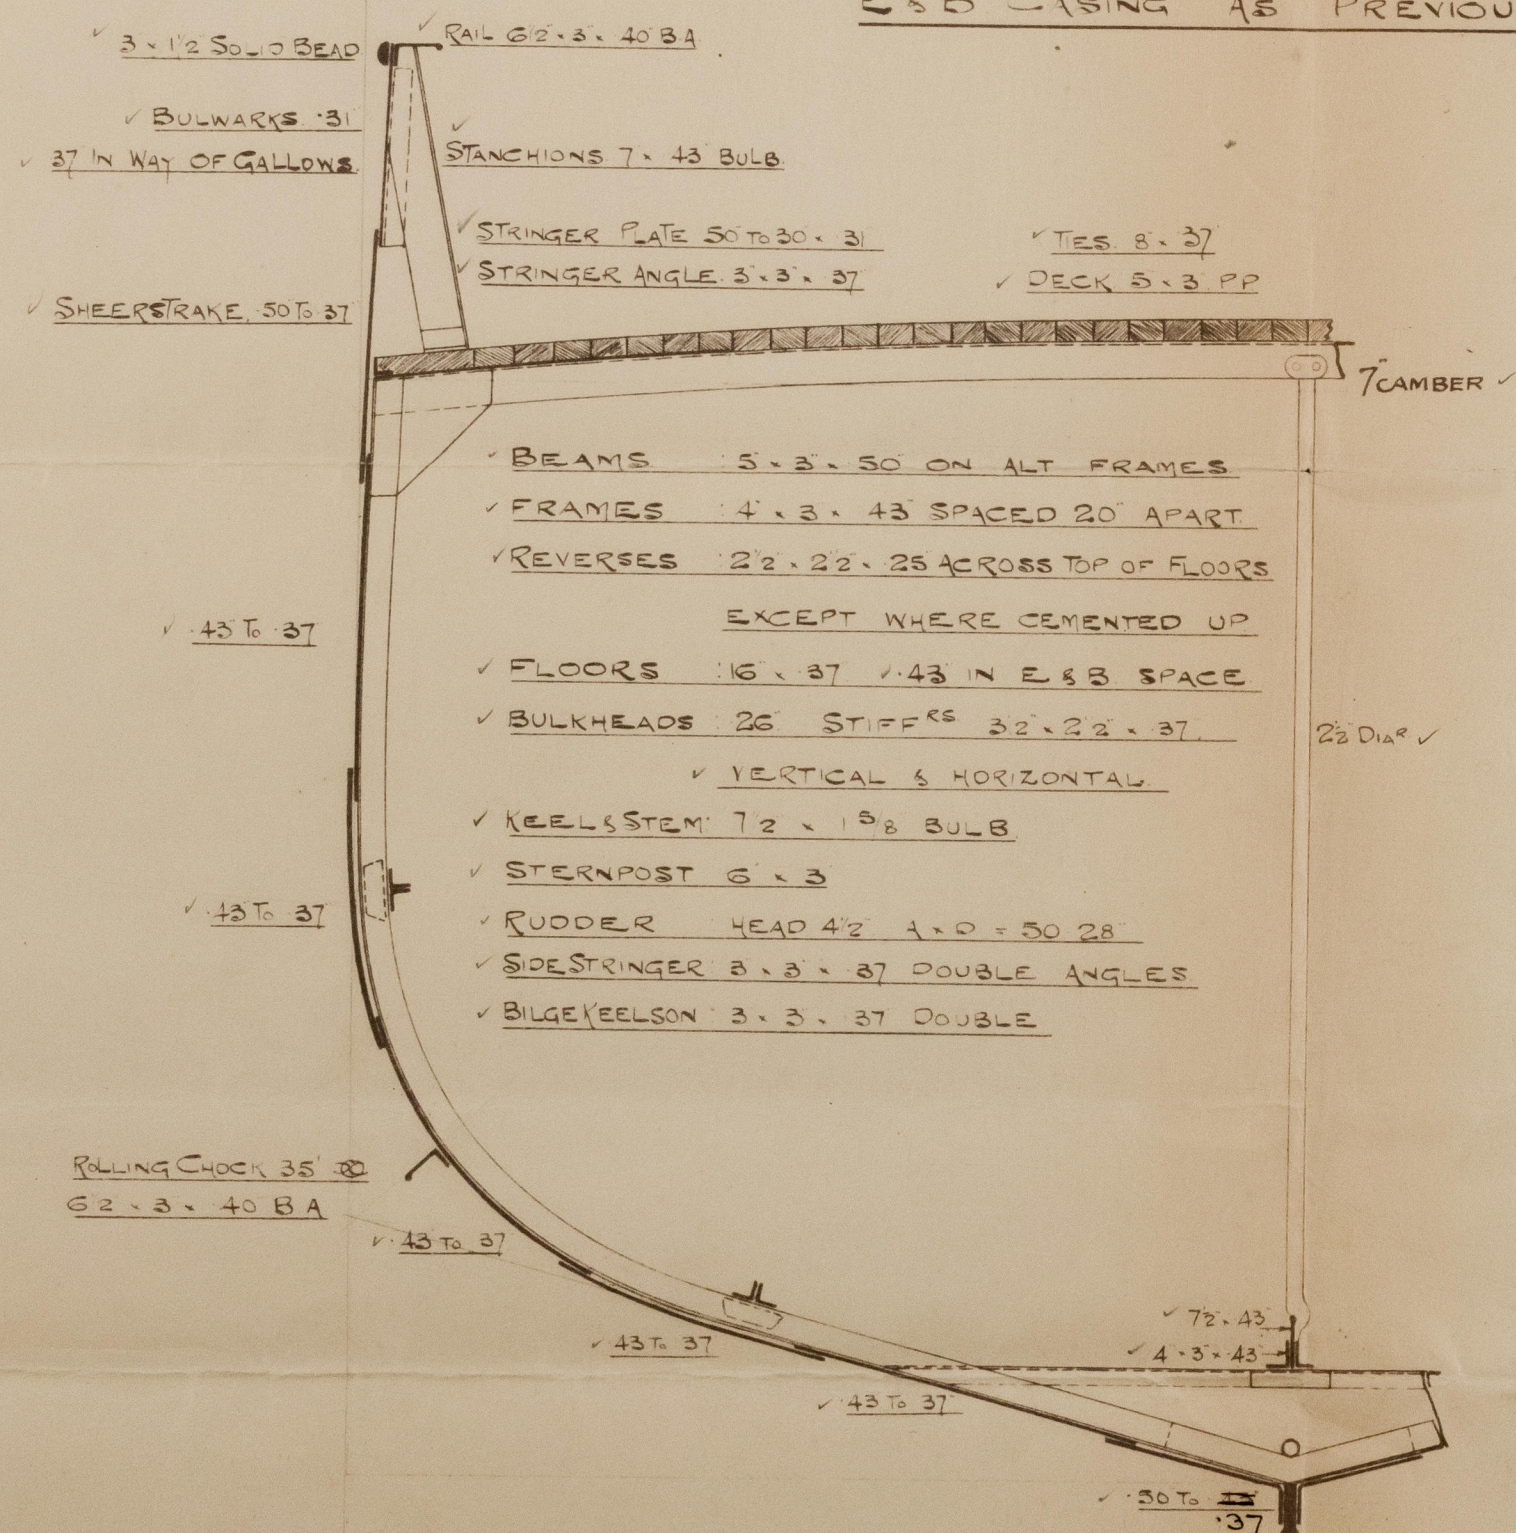 E & B CASING AS PREVIOU
3 × 1½" SOLID BEAD
RAIL 6½ × 3 × .40 B A
BULWARKS .31
.37 IN WAY OF GALLOWS
STANCHIONS 7 × .43 BULB
STRINGER PLATE 50 TO 30 × .31
STRINGER ANGLE 3 × 3 × .37
TIES. 8 × .37
DECK 5 × 3 P P
SHEERSTRAKE .50 TO .37
7" CAMBER
BEAMS : 5 × 3 × .50 ON ALT FRAMES
FRAMES : 4 × 3 × .43 SPACED 20" APART
REVERSES : 2½ × 2½ × .25 ACROSS TOP OF FLOORS
EXCEPT WHERE CEMENTED UP
.43 TO .37
FLOORS : 16 × .37 .43 IN E & B SPACE
BULKHEADS : .26 STIFFRS 3½ × 2½ × .37
2½ DIAR
VERTICAL & HORIZONTAL
KEEL & STEM : 7½ × 1⅝ BULB
STERNPOST 6 × 3
.43 TO .37
RUDDER HEAD 4½ A × D = 50.28
SIDE STRINGER 3 × 3 × .37 DOUBLE ANGLES
BILGE KEELSON : 3 × 3 × .37 DOUBLE
ROLLING CHOCK 35'
6½ × 3 × .40 B A
.43 TO .37
7½ × .43
.43 TO .37
4 × 3 × .43
.43 TO .37
.50 TO
.37